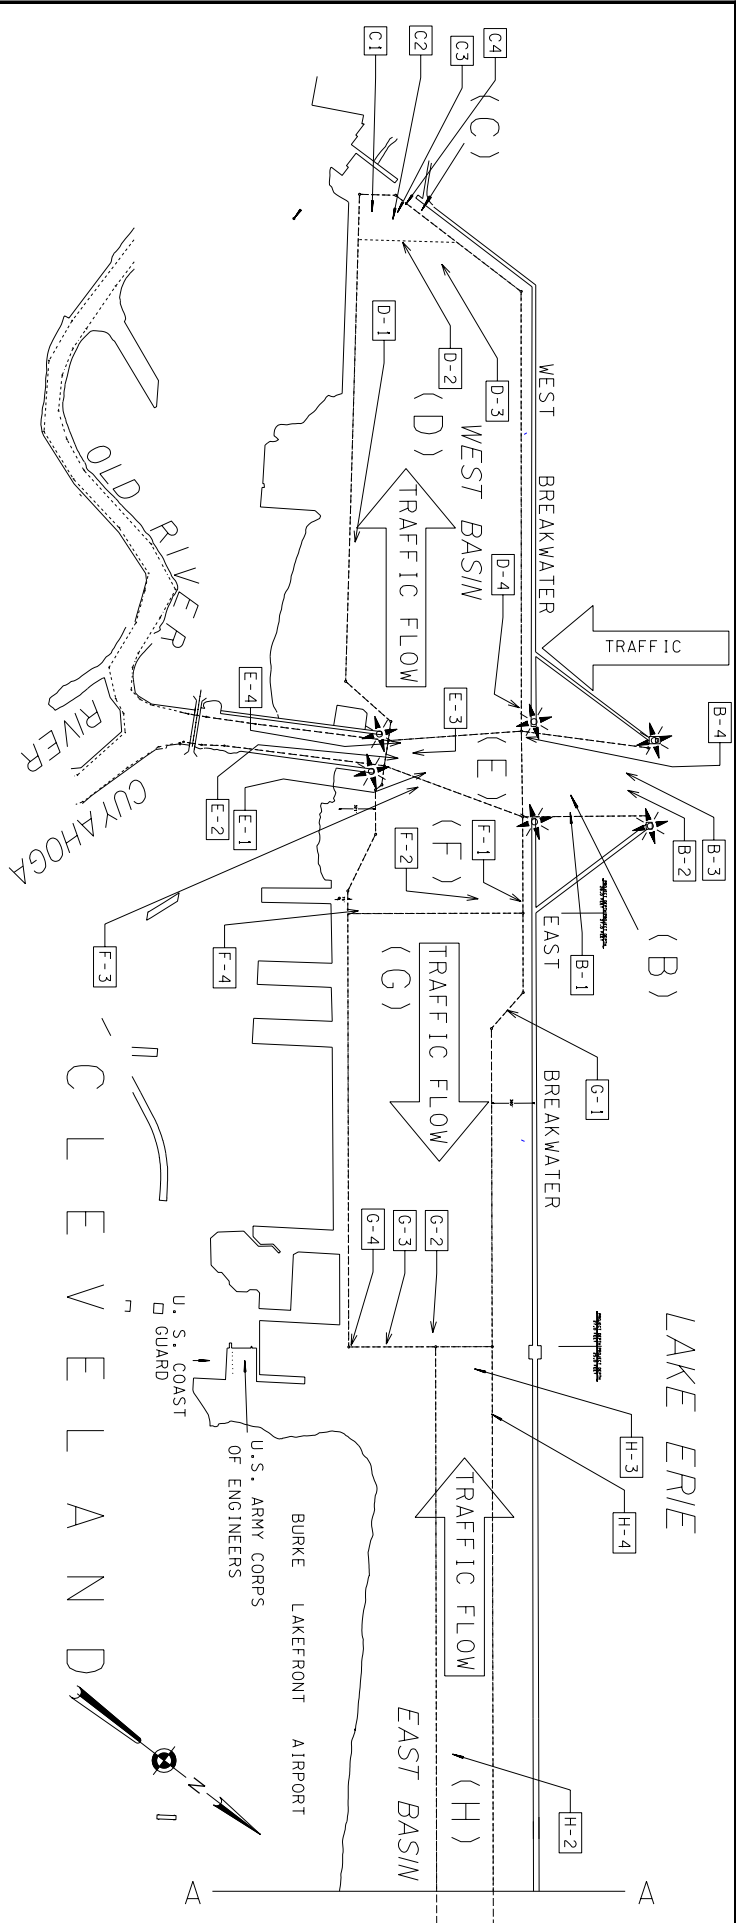 C1
C2
C3
C4
(C)
D-1
D-2
D-3
(D)
WEST BASIN
TRAFFIC FLOW
WEST BREAKWATER
D-4
TRAFFIC
OLD RIVER
CUYAHOGA
RIVER
E-4
E-3
(E)
E-2
E-1
B-4
B-3
B-2
B-1
(B)
F-1
F-2
(F)
F-3
F-4
EAST BREAKWATER
(G)
TRAFFIC FLOW
G-1
G-2
G-3
G-4
LAKE ERIE
H-3
H-4
TRAFFIC FLOW
H-2
(H)
EAST BASIN
CLEVELAND
U. S. COAST
GUARD
U.S. ARMY CORPS
OF ENGINEERS
BURKE LAKEFRONT AIRPORT
N
A
A